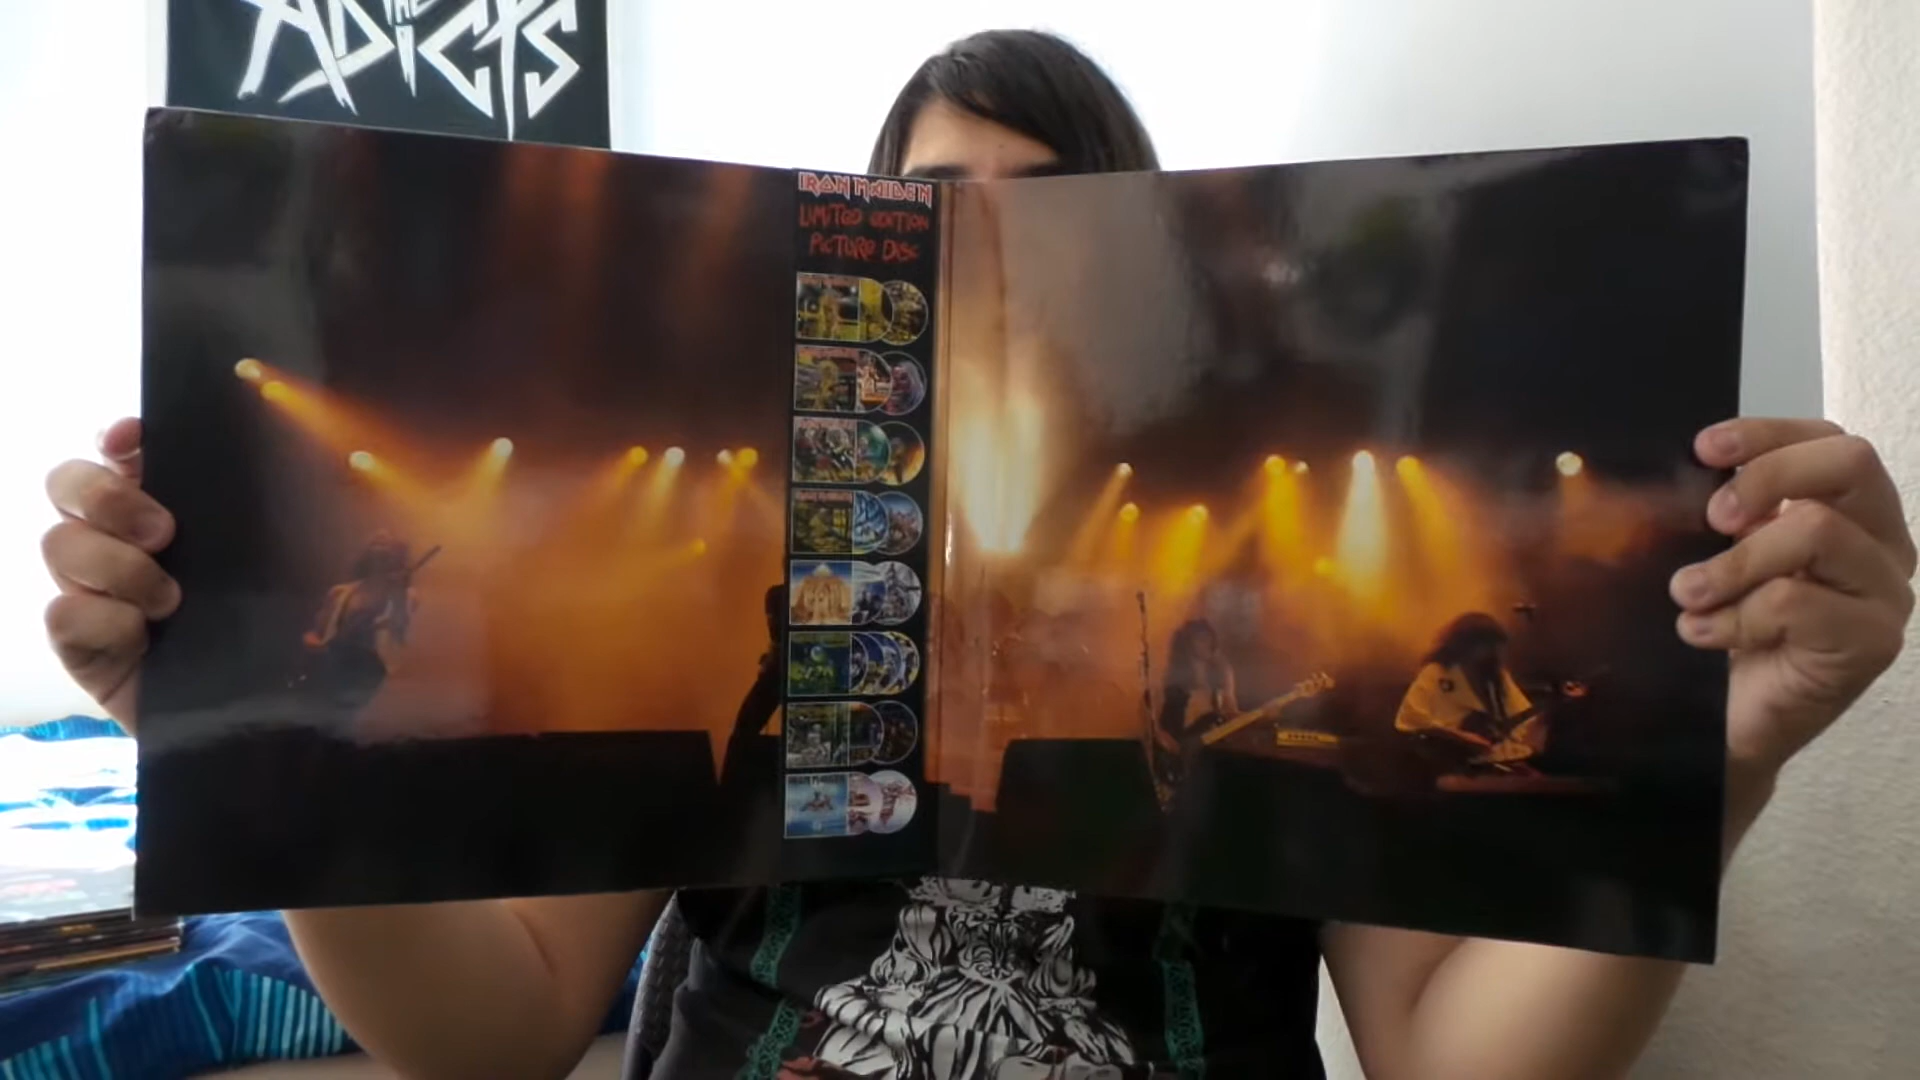 THE
ADICTS
IRON MAIDEN
LIMITED EDITION
PICTURE DISC